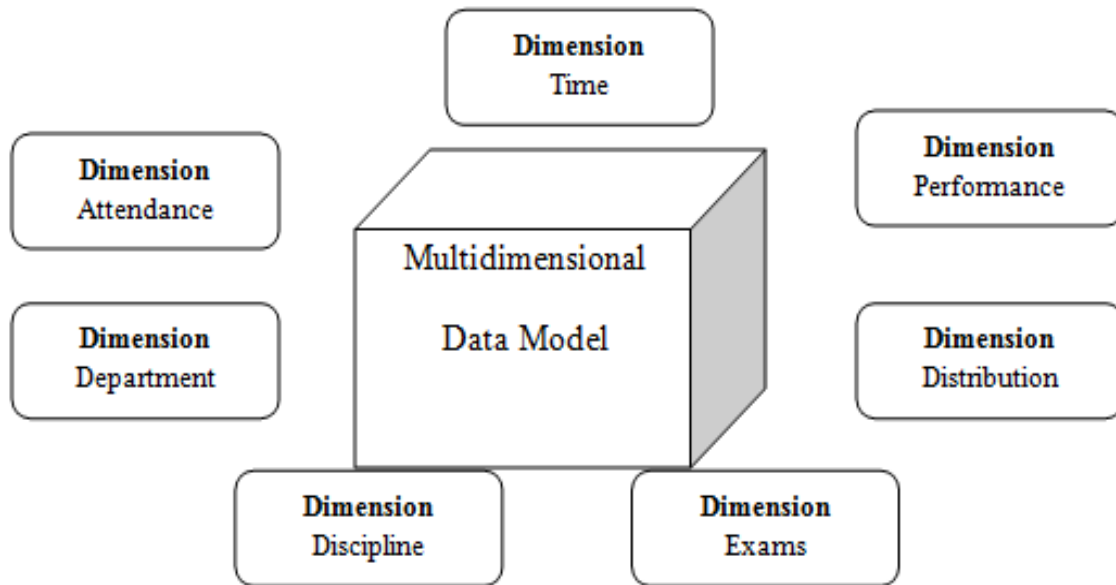 Dimension
Time
Dimension
Attendance
Dimension
Performance
Multidimensional
Data Model
Dimension
Department
Dimension
Distribution
Dimension
Discipline
Dimension
Exams